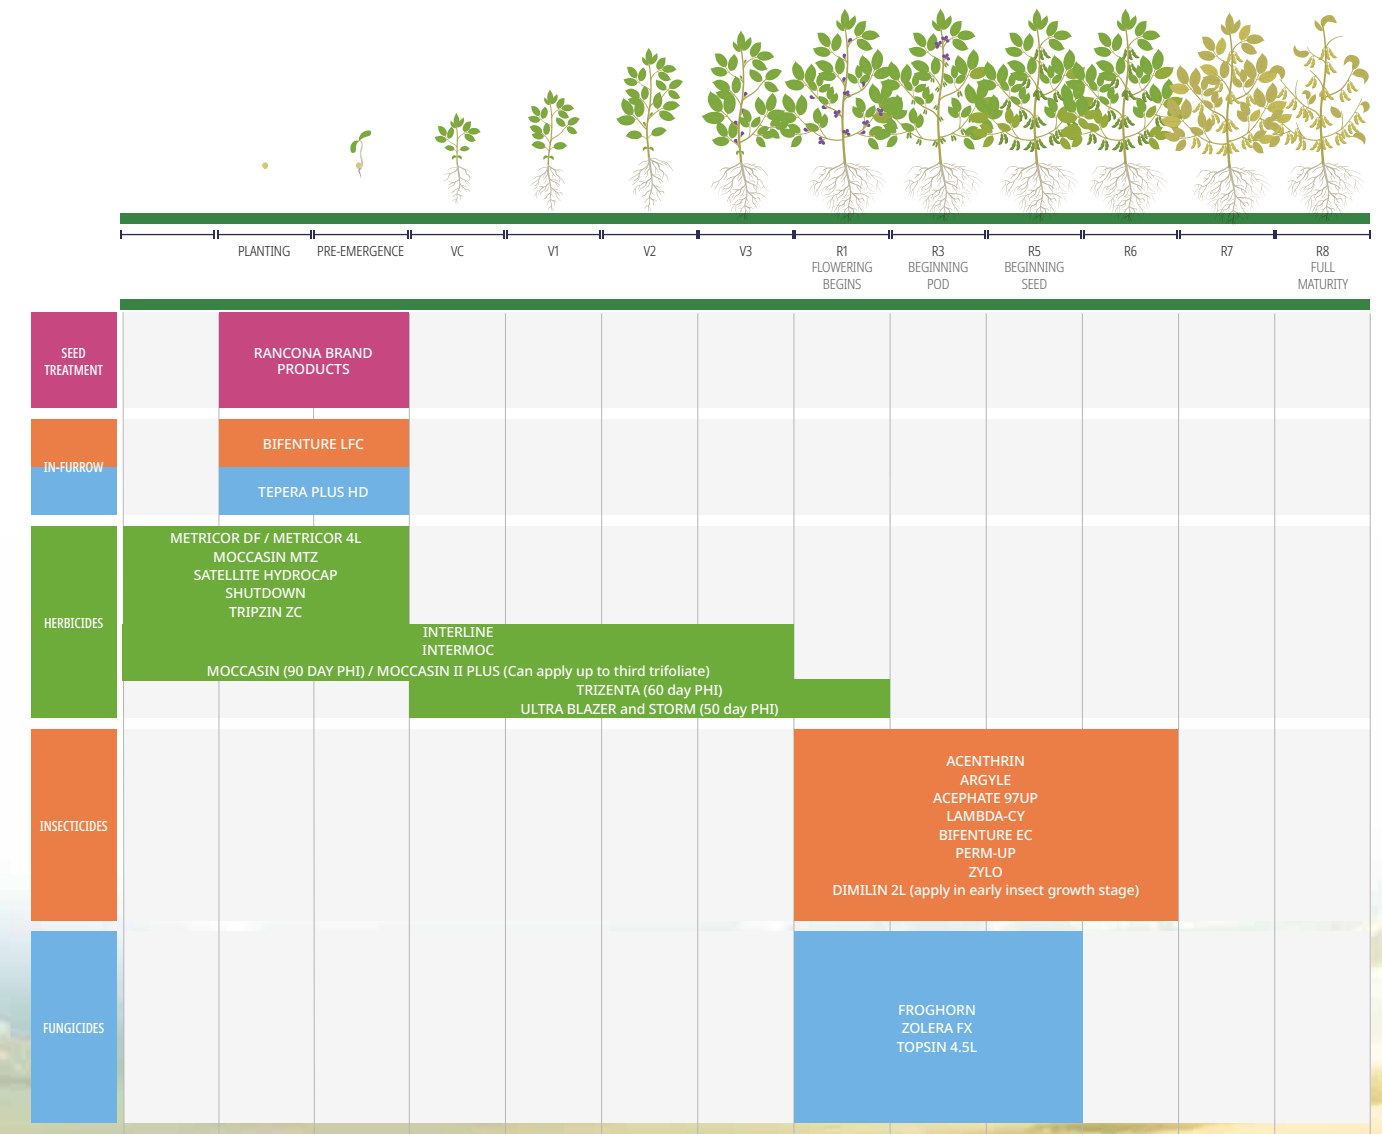 PLANTING
PRE-EMERGENCE
VC
V1
V2
V3
R1
FLOWERING
BEGINS
R3
BEGINNING
POD
R5
BEGINNING
SEED
R6
R7
R8
FULL
MATURITY
SEED
TREATMENT
RANCONA BRAND
PRODUCTS
IN-FURROW
BIFENTURE LFC
TEPERA PLUS HD
HERBICIDES
METRICOR DF / METRICOR 4L
MOCCASIN MTZ
SATELLITE HYDROCAP
SHUTDOWN
TRIPZIN ZC
INTERLINE
INTERMOC
MOCCASIN (90 DAY PHI) / MOCCASIN II PLUS (Can apply up to third trifoliate)
TRIZENTA (60 day PHI)
ULTRA BLAZER and STORM (50 day PHI)
INSECTICIDES
ACENTHRIN
ARGYLE
ACEPHATE 97UP
LAMBDA-CY
BIFENTURE EC
PERM-UP
ZYLO
DIMILIN 2L (apply in early insect growth stage)
FUNGICIDES
FROGHORN
ZOLERA FX
TOPSIN 4.5L